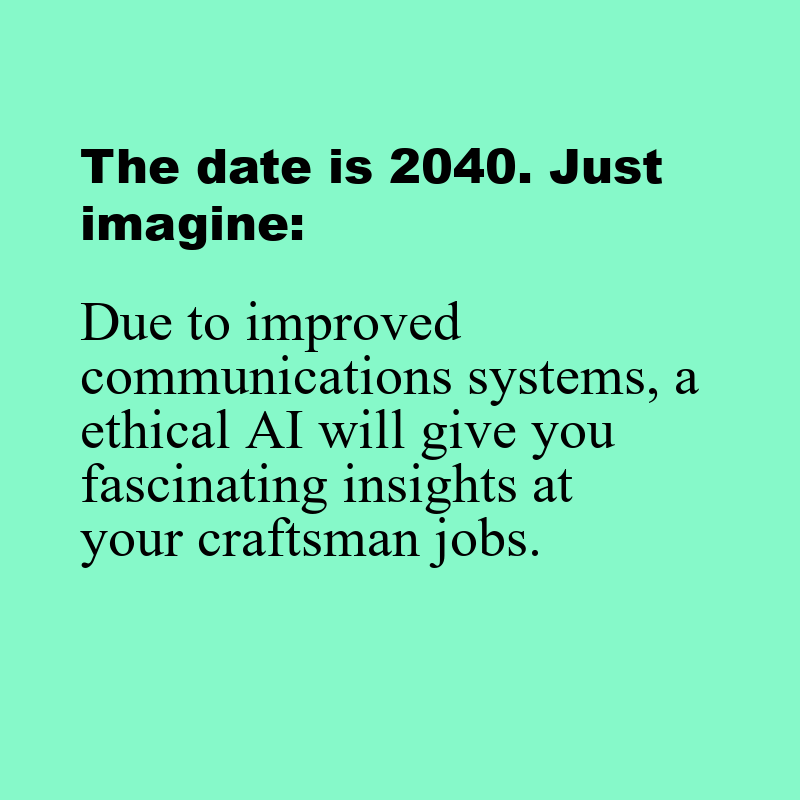 The date is 2040. Just
imagine:
Due to improved
communications systems, a
ethical AI will give you
fascinating insights at
your craftsman jobs.